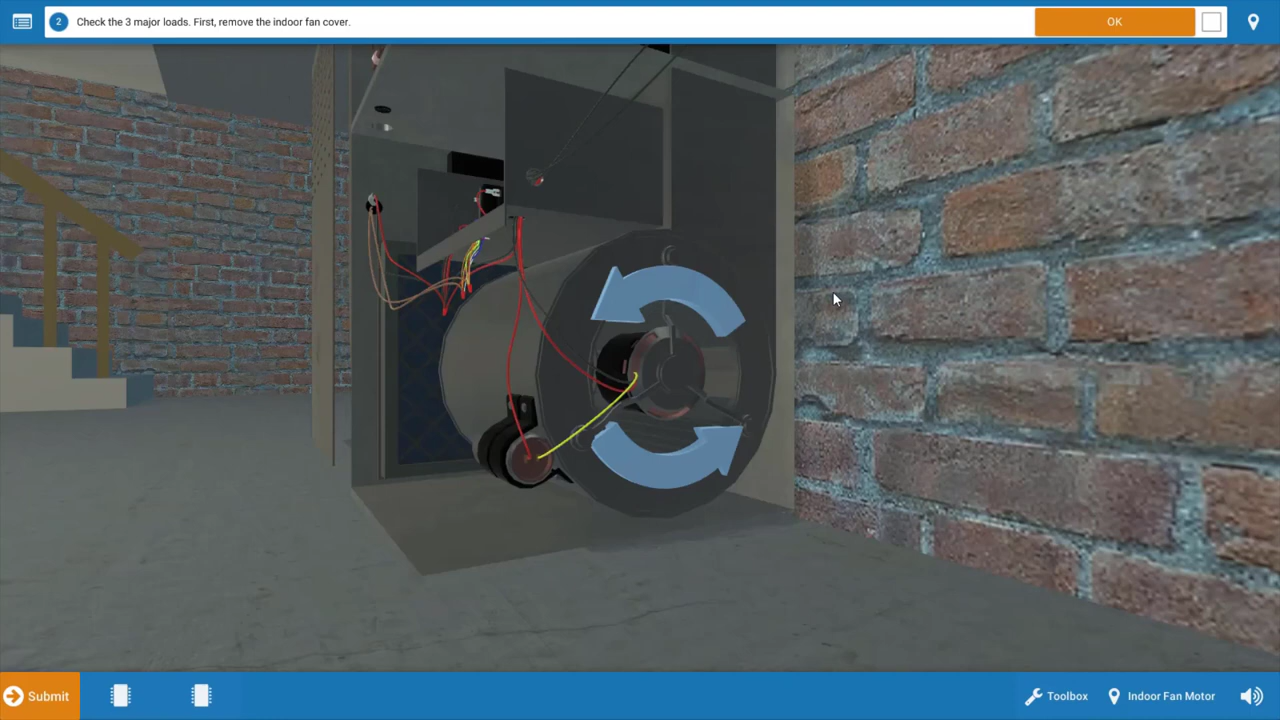 2 Check the 3 major loads. First, remove the indoor fan cover. OK
Submit Toolbox Indoor Fan Motor